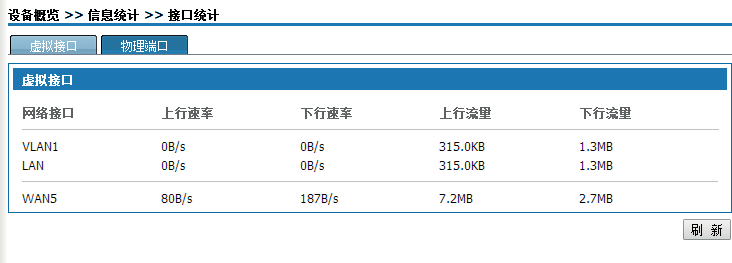 设备概览 >> 信息统计 >> 接口统计
虚拟接口 物理端口
虚拟接口
网络接口 上行速率 下行速率 上行流量 下行流量
VLAN1 0B/s 0B/s 315.0KB 1.3MB
LAN 0B/s 0B/s 315.0KB 1.3MB
WAN5 80B/s 187B/s 7.2MB 2.7MB
刷 新